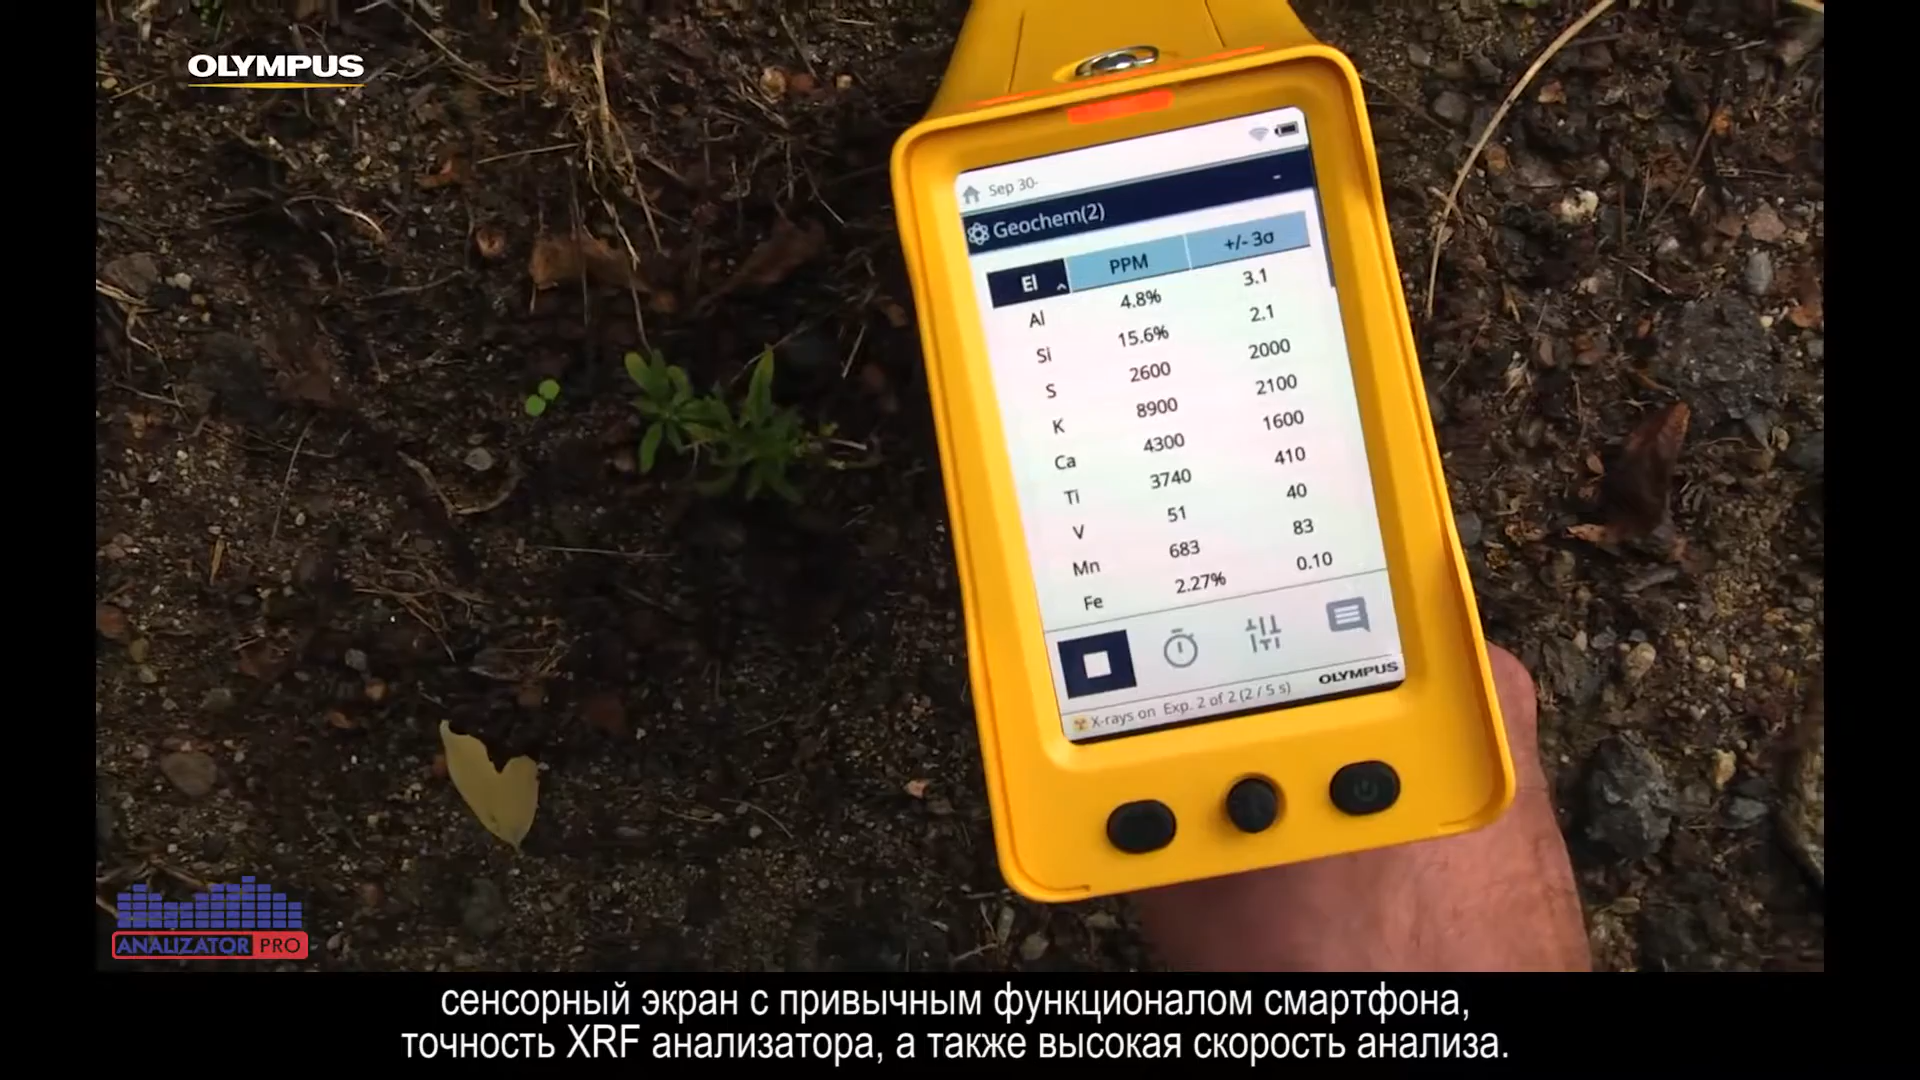 OLYMPUS
Sep 30-
Geochem(2)
El PPM +/- 3σ
Al 4.8% 3.1
Si 15.6% 2.1
S 2600 2000
K 8900 2100
Ca 4300 1600
Ti 3740 410
V 51 40
Mn 683 83
Fe 2.27% 0.10
OLYMPUS
X-rays on Exp. 2 of 2 (2 / 5 s)
ANALIZATOR PRO
сенсорный экран с привычным функционалом смартфона,
точность XRF анализатора, а также высокая скорость анализа.